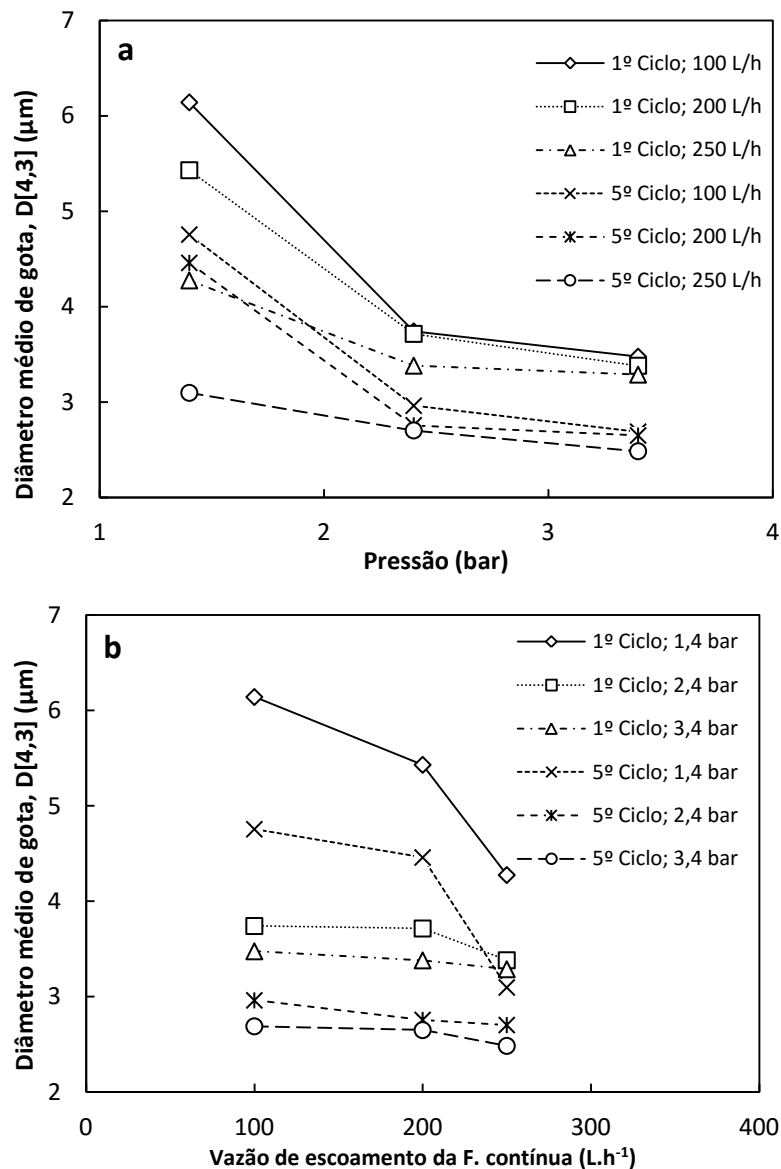 a
1º Ciclo; 100 L/h
1º Ciclo; 200 L/h
1º Ciclo; 250 L/h
5º Ciclo; 100 L/h
5º Ciclo; 200 L/h
5º Ciclo; 250 L/h
Diâmetro médio de gota, D[4,3] (µm)
7
6
5
4
3
2
1
2
3
4
Pressão (bar)
b
1º Ciclo; 1,4 bar
1º Ciclo; 2,4 bar
1º Ciclo; 3,4 bar
5º Ciclo; 1,4 bar
5º Ciclo; 2,4 bar
5º Ciclo; 3,4 bar
Diâmetro médio de gota, D[4,3] (µm)
7
6
5
4
3
2
0
100
200
300
400
Vazão de escoamento da F. contínua (L.h⁻¹)